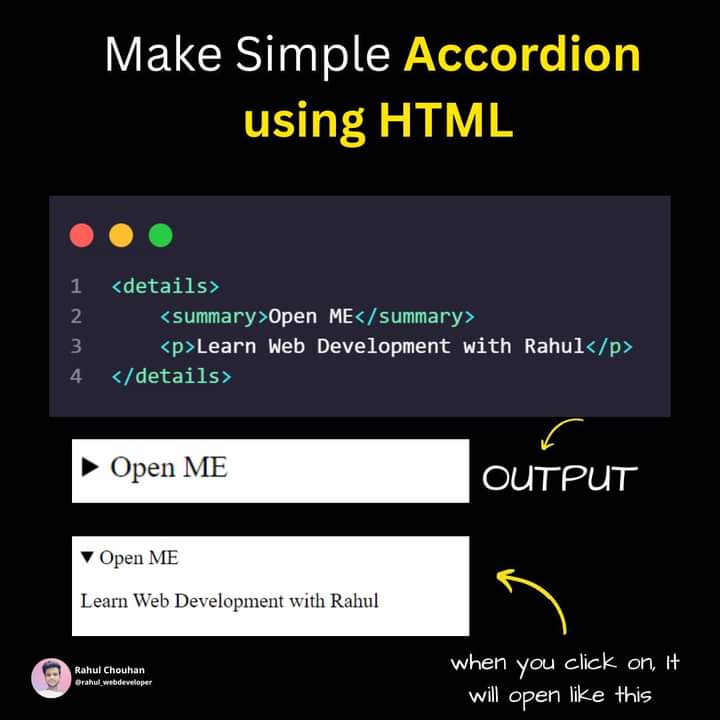 Make Simple Accordion
using HTML
1 <details>
2     <summary>Open ME</summary>
3     <p>Learn Web Development with Rahul</p>
4 </details>
▶ Open ME
OUTPUT
▼ Open ME
Learn Web Development with Rahul
when you click on, It
will open like this
Rahul Chouhan
@rahul_webdeveloper